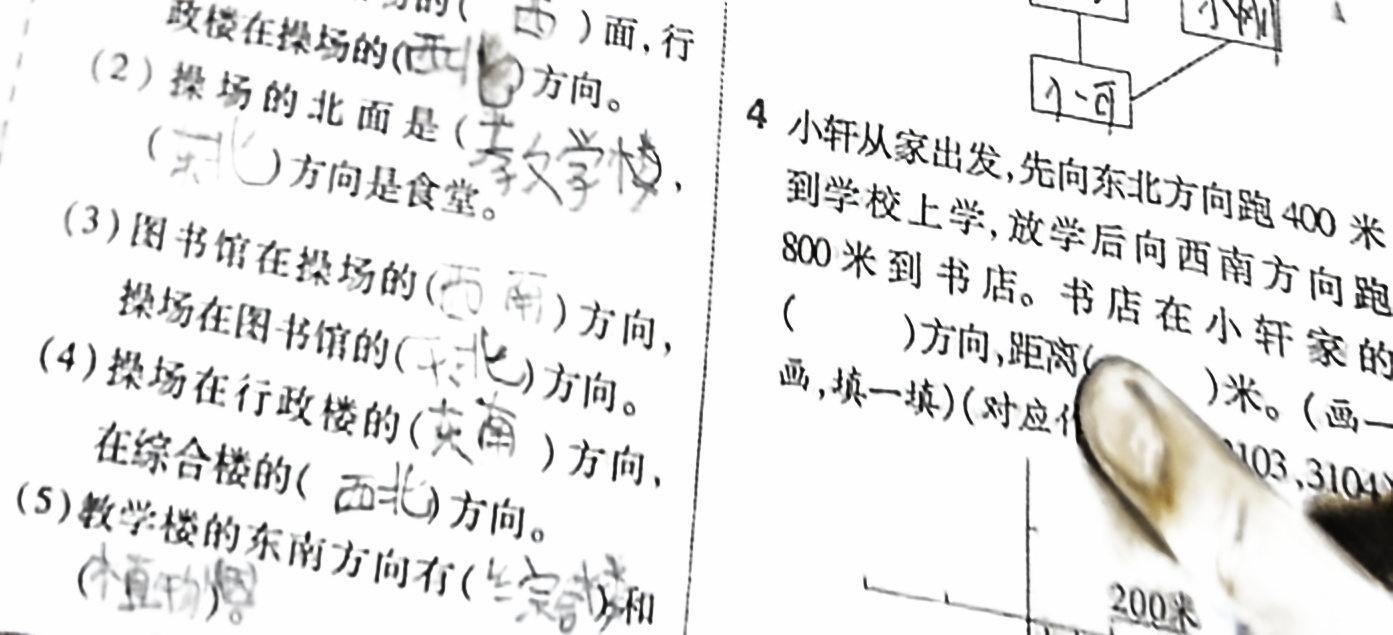 的( 西 )面,行
政楼在操场的(西北)方向。
(2)操场的北面是(教学楼),
(东北)方向是食堂。
(3)图书馆在操场的(西南)方向,
操场在图书馆的(东北)方向。
(4)操场在行政楼的(东南)方向,
在综合楼的(西北)方向。
(5)教学楼的东南方向有(综合楼)和
(植物园)
小刚
小可
4 小轩从家出发,先向东北方向跑400米
到学校上学,放学后向西南方向跑
800米到书店。书店在小轩家的
( )方向,距离( )米。(画一
画,填一填)(对应
103,3104)
200米